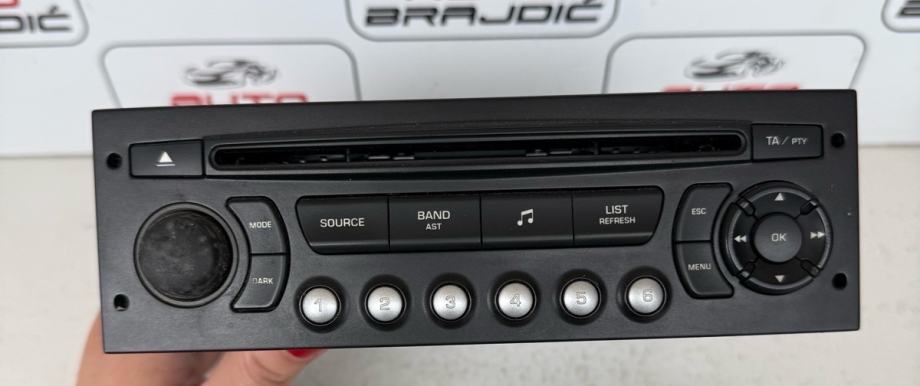 BRAJDIĆ
AUTO
TA / PTY
MODE
DARK
SOURCE
BAND
AST
LIST
REFRESH
ESC
MENU
OK
1 2 3 4 5 6